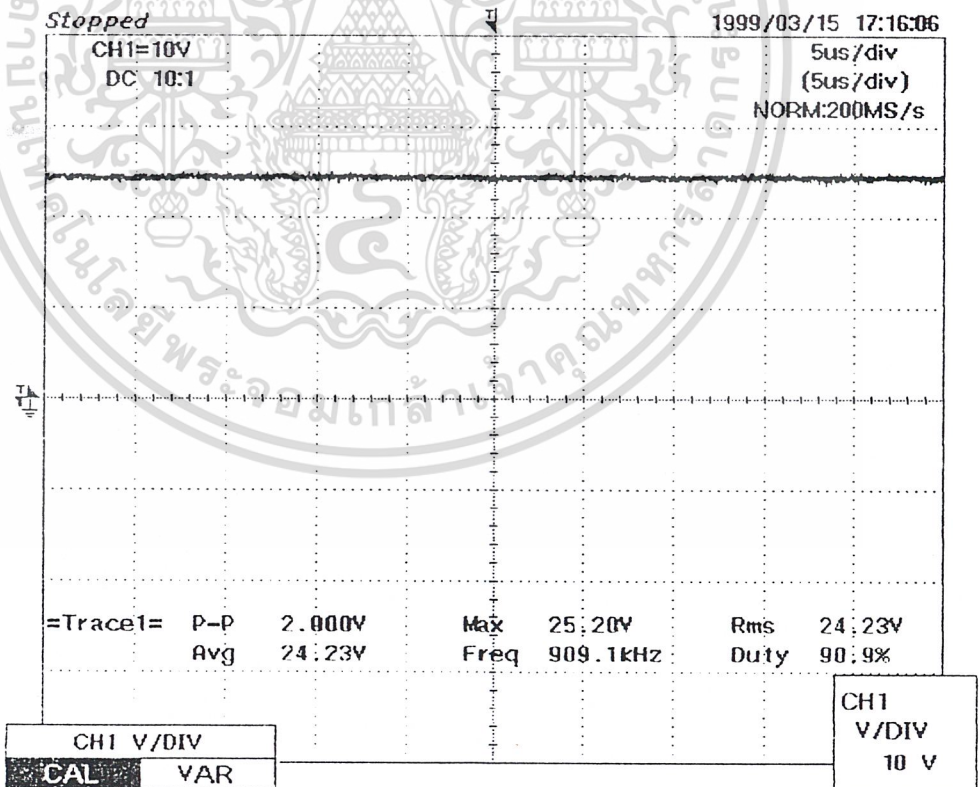 Stopped
1999/03/15 17:16:06
CH1=10V
DC 10:1
5us/div
(5us/div)
NORM:200MS/s
=Trace1= P-P 2.000V Max 25.20V Rms 24.23V
Avg 24.23V Freq 909.1kHz Duty 90.9%
CH1 V/DIV
CAL VAR
CH1
V/DIV
10 V